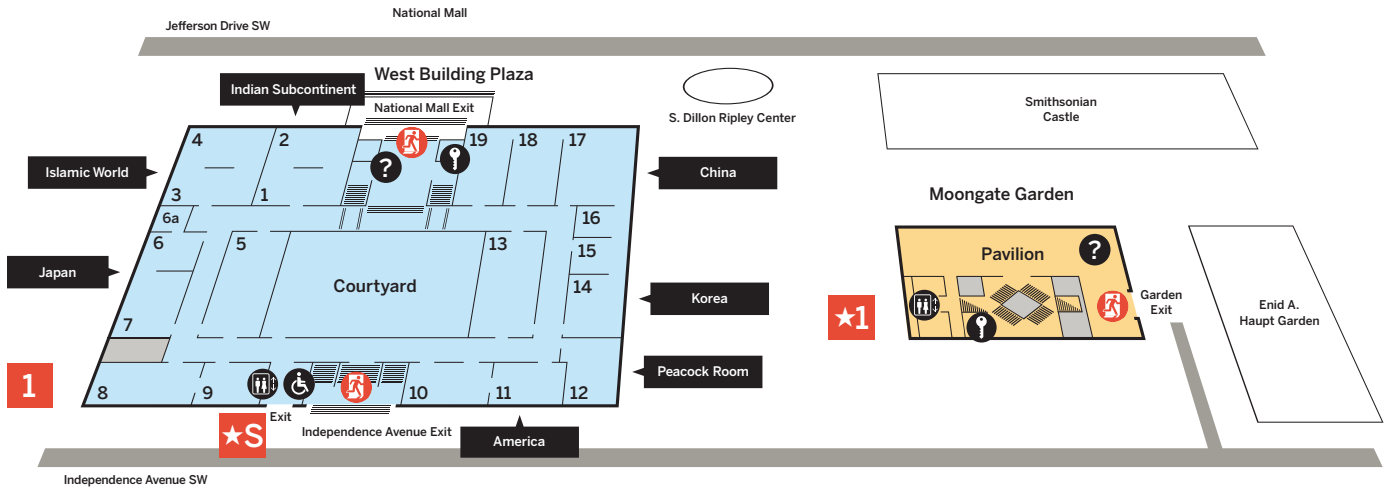 National Mall
Jefferson Drive SW
West Building Plaza
Indian Subcontinent
National Mall Exit
S. Dillon Ripley Center
Smithsonian
Castle
4
2
19
18
17
?
Islamic World
China
3
1
Moongate Garden
6a
16
6
5
13
15
Pavilion
?
Japan
Courtyard
14
Korea
Garden
Exit
★1
Enid A.
Haupt Garden
7
Peacock Room
1
8
9
10
11
12
Exit
★S
Independence Avenue Exit
America
Independence Avenue SW